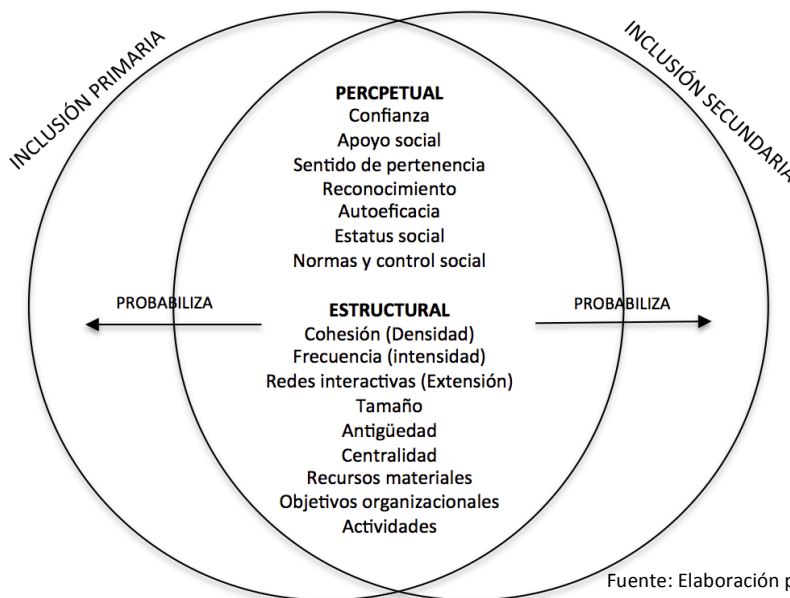 INCLUSIÓN PRIMARIA
INCLUSIÓN SECUNDARIA
PERCPETUAL
Confianza
Apoyo social
Sentido de pertenencia
Reconocimiento
Autoeficacia
Estatus social
Normas y control social
PROBABILIZA
PROBABILIZA
ESTRUCTURAL
Cohesión (Densidad)
Frecuencia (intensidad)
Redes interactivas (Extensión)
Tamaño
Antigüedad
Centralidad
Recursos materiales
Objetivos organizacionales
Actividades
Fuente: Elaboración